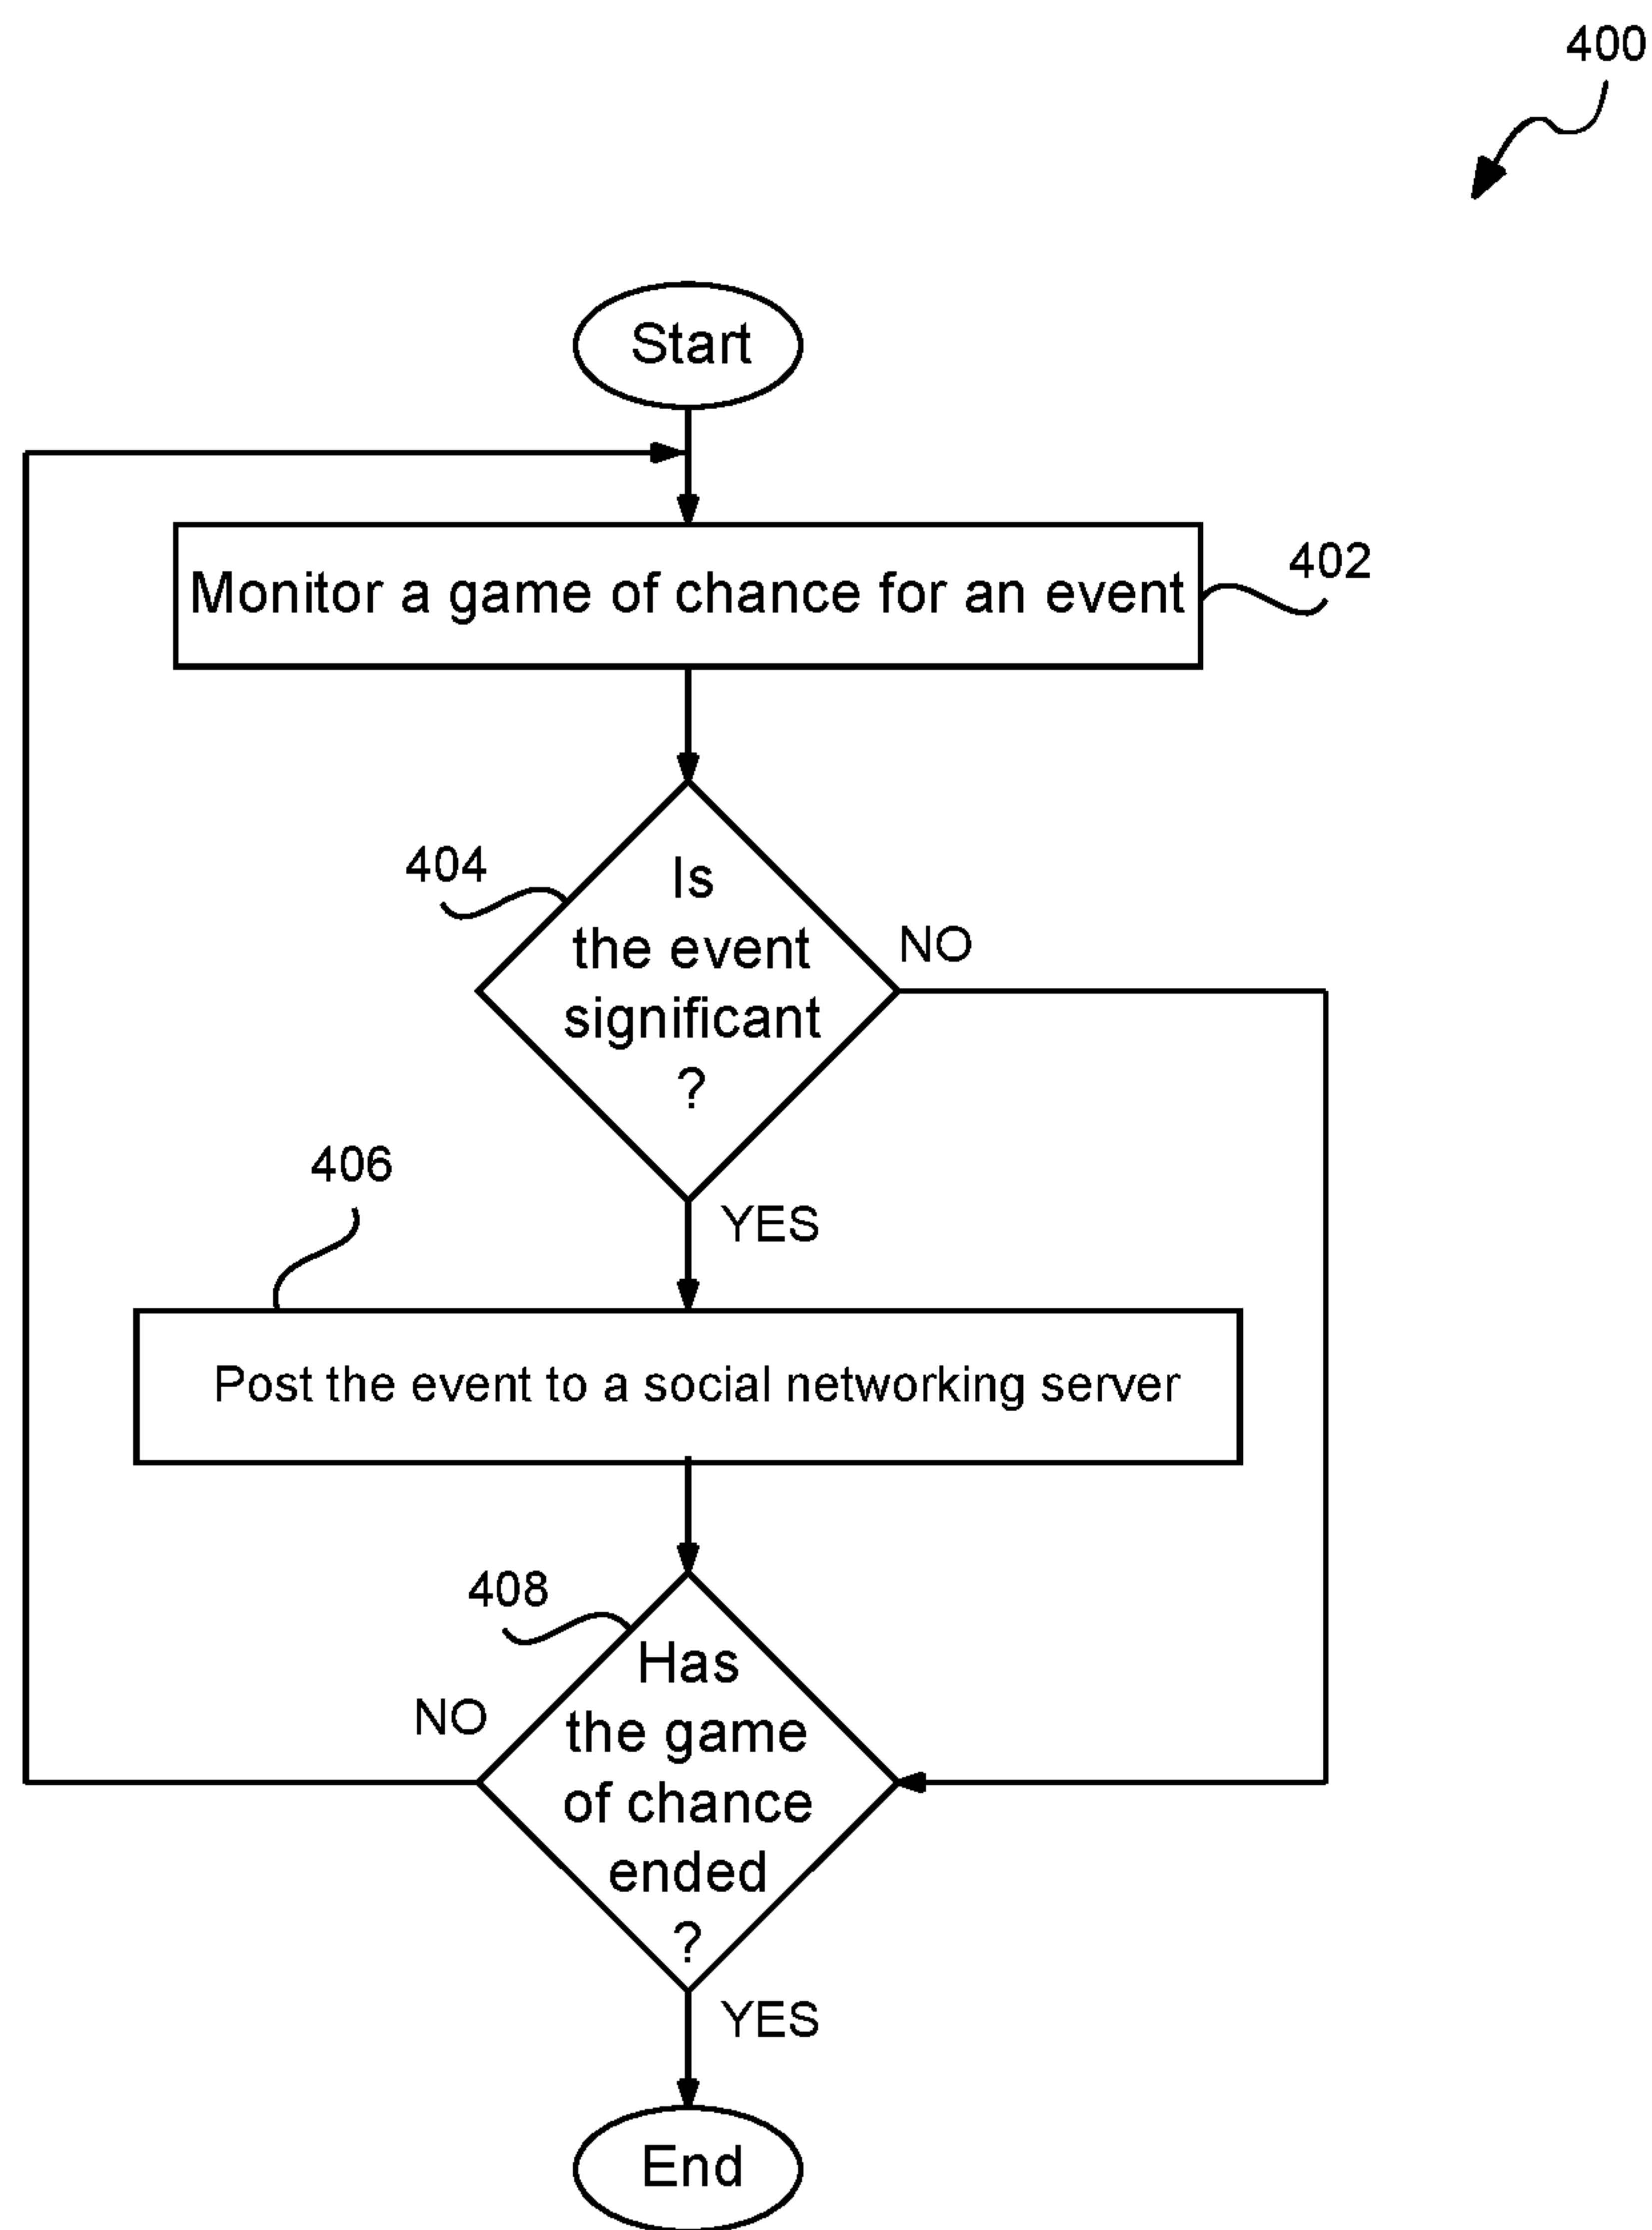 400
Start
Monitor a game of chance for an event
402
404
Is
the event
significant
?
NO
YES
406
Post the event to a social networking server
408
Has
the game
of chance
ended
?
NO
YES
End